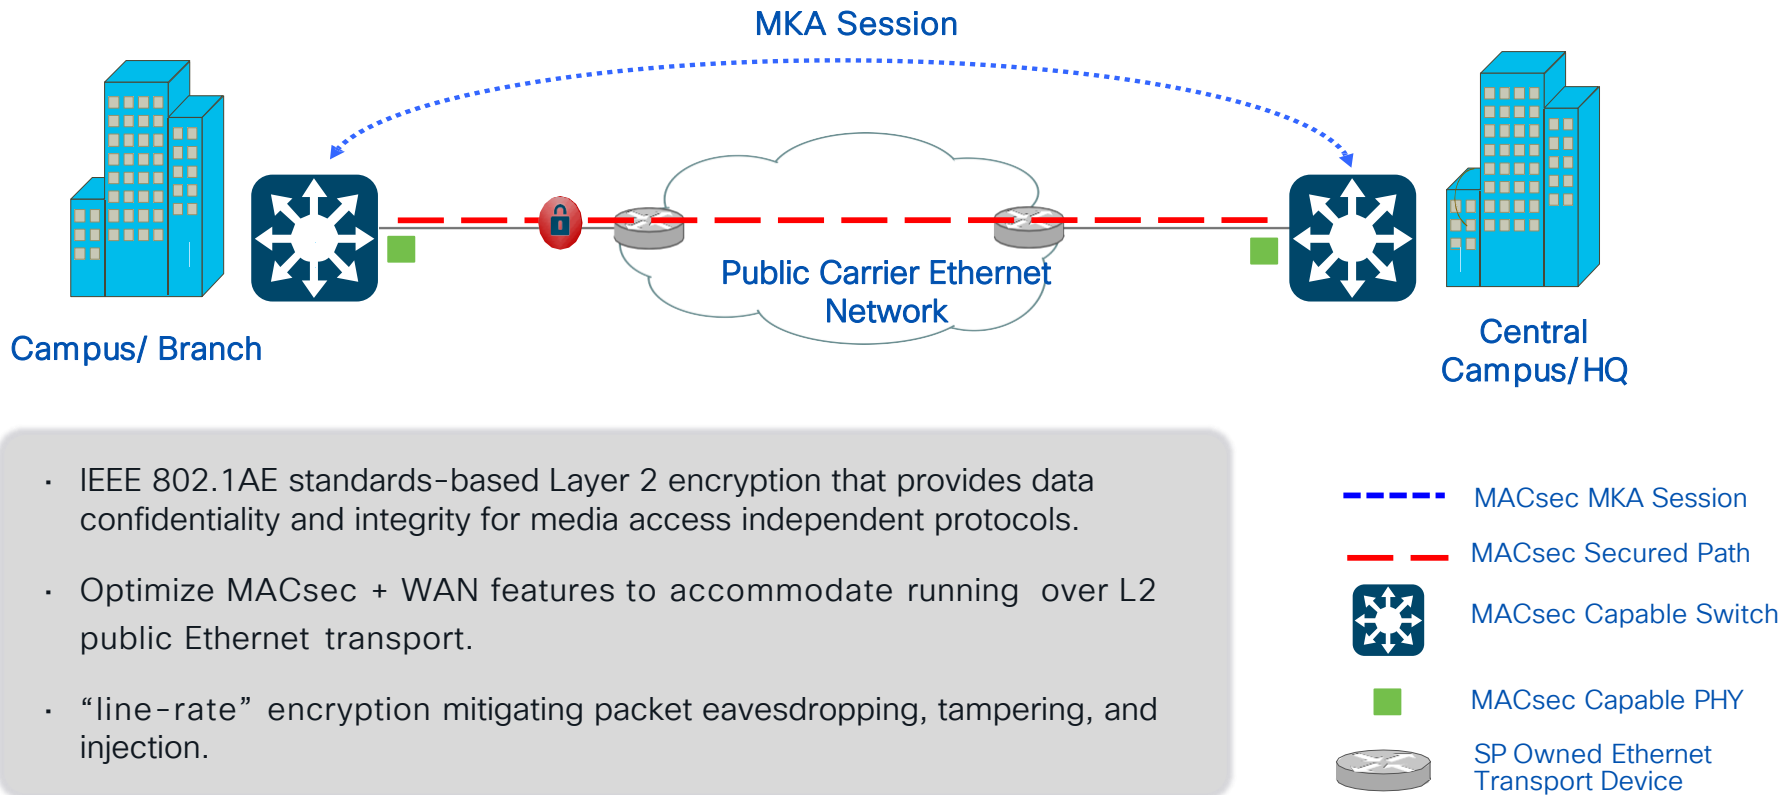 MKA Session
Public Carrier Ethernet
Network
Campus/ Branch
Central
Campus/HQ
· IEEE 802.1AE standards-based Layer 2 encryption that provides data
confidentiality and integrity for media access independent protocols.
· Optimize MACsec + WAN features to accommodate running over L2
public Ethernet transport.
· “line-rate” encryption mitigating packet eavesdropping, tampering, and
injection.
MACsec MKA Session
MACsec Secured Path
MACsec Capable Switch
MACsec Capable PHY
SP Owned Ethernet
Transport Device